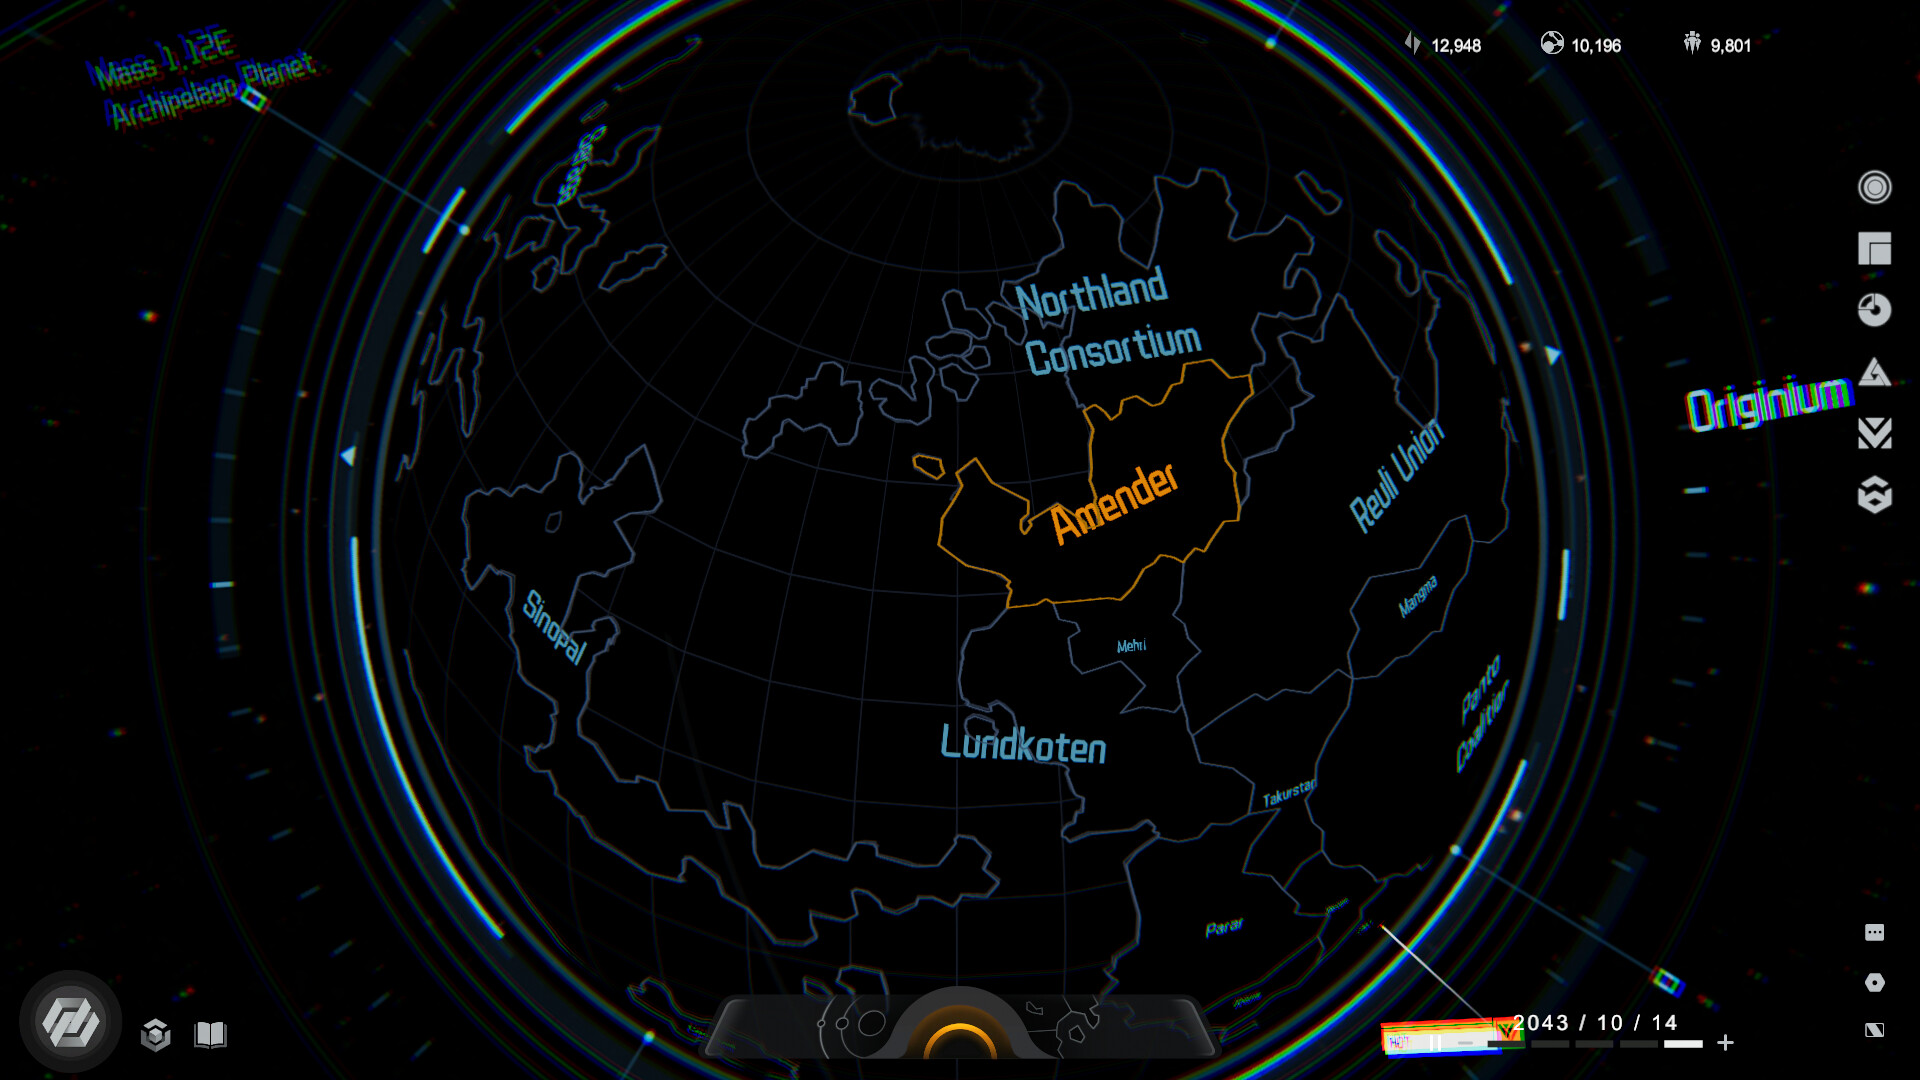 Mass 1.12E
Archipelago Planet
12,948
10,196
9,801
Northland
Consortium
Originium
Amender
Reuli Union
Mangma
Sinopal
Mehri
Panto
Coalition
Lundkoten
Takurstan
Parar
2043 / 10 / 14